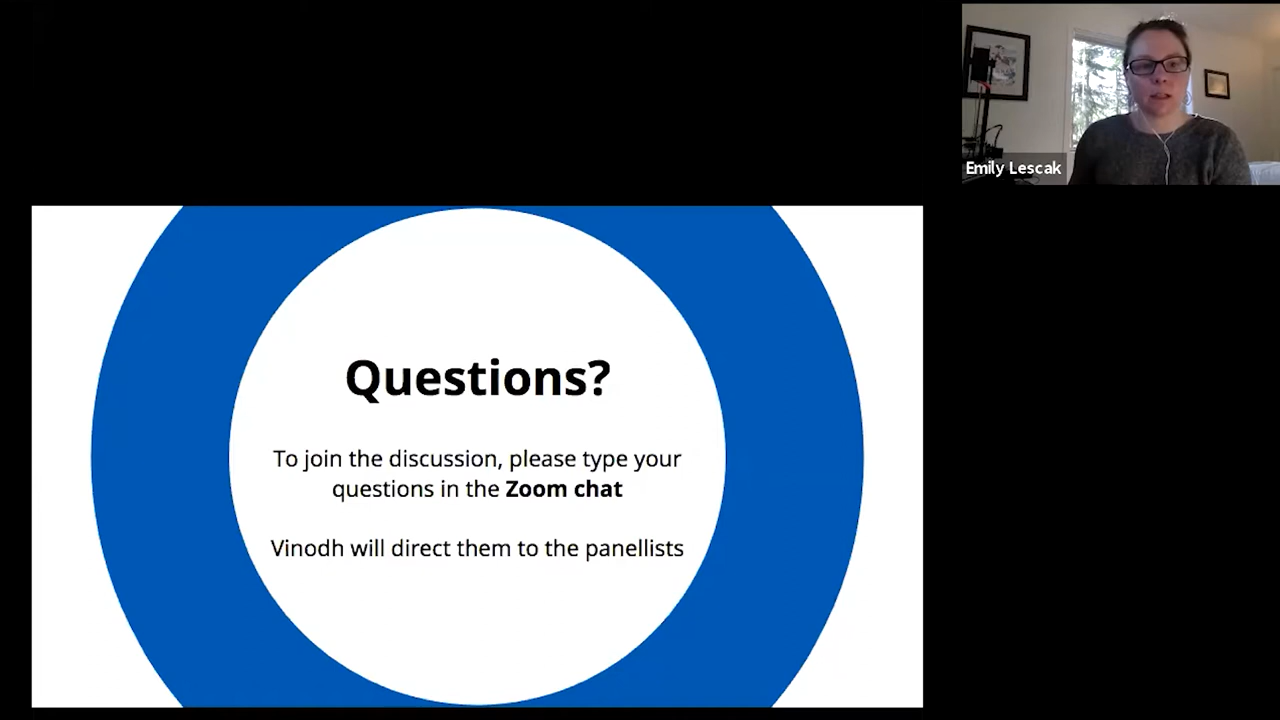 Emily Lescak
Questions?
To join the discussion, please type your
questions in the Zoom chat
Vinodh will direct them to the panellists